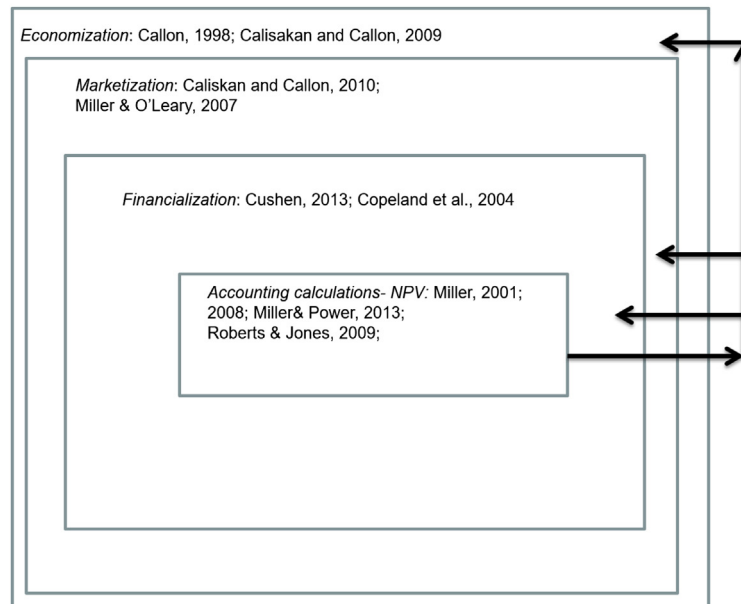 Economization: Callon, 1998; Calisakan and Callon, 2009
Marketization: Caliskan and Callon, 2010;
Miller & O'Leary, 2007
Financialization: Cushen, 2013; Copeland et al., 2004
Accounting calculations- NPV: Miller, 2001;
2008; Miller& Power, 2013;
Roberts & Jones, 2009;